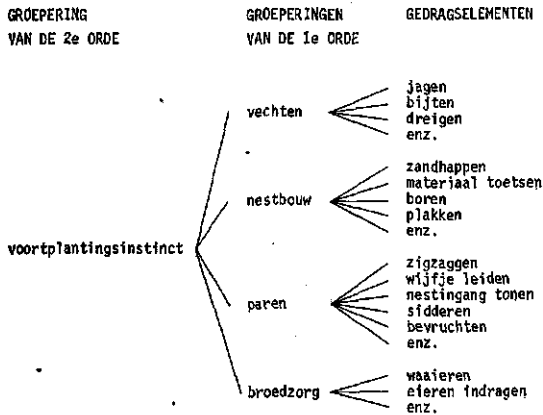 GROEPERING GROEPERINGEN GEDRAGSELEMENTEN
VAN DE 2e ORDE VAN DE 1e ORDE
voortplantingsinstinct
vechten
jagen
bijten
dreigen
enz.
nestbouw
zandhappen
materiaal toetsen
boren
plakken
enz.
paren
zigzaggen
wijfje leiden
nestingang tonen
sidderen
bevruchten
enz.
broedzorg
waaieren
eieren indragen
enz.